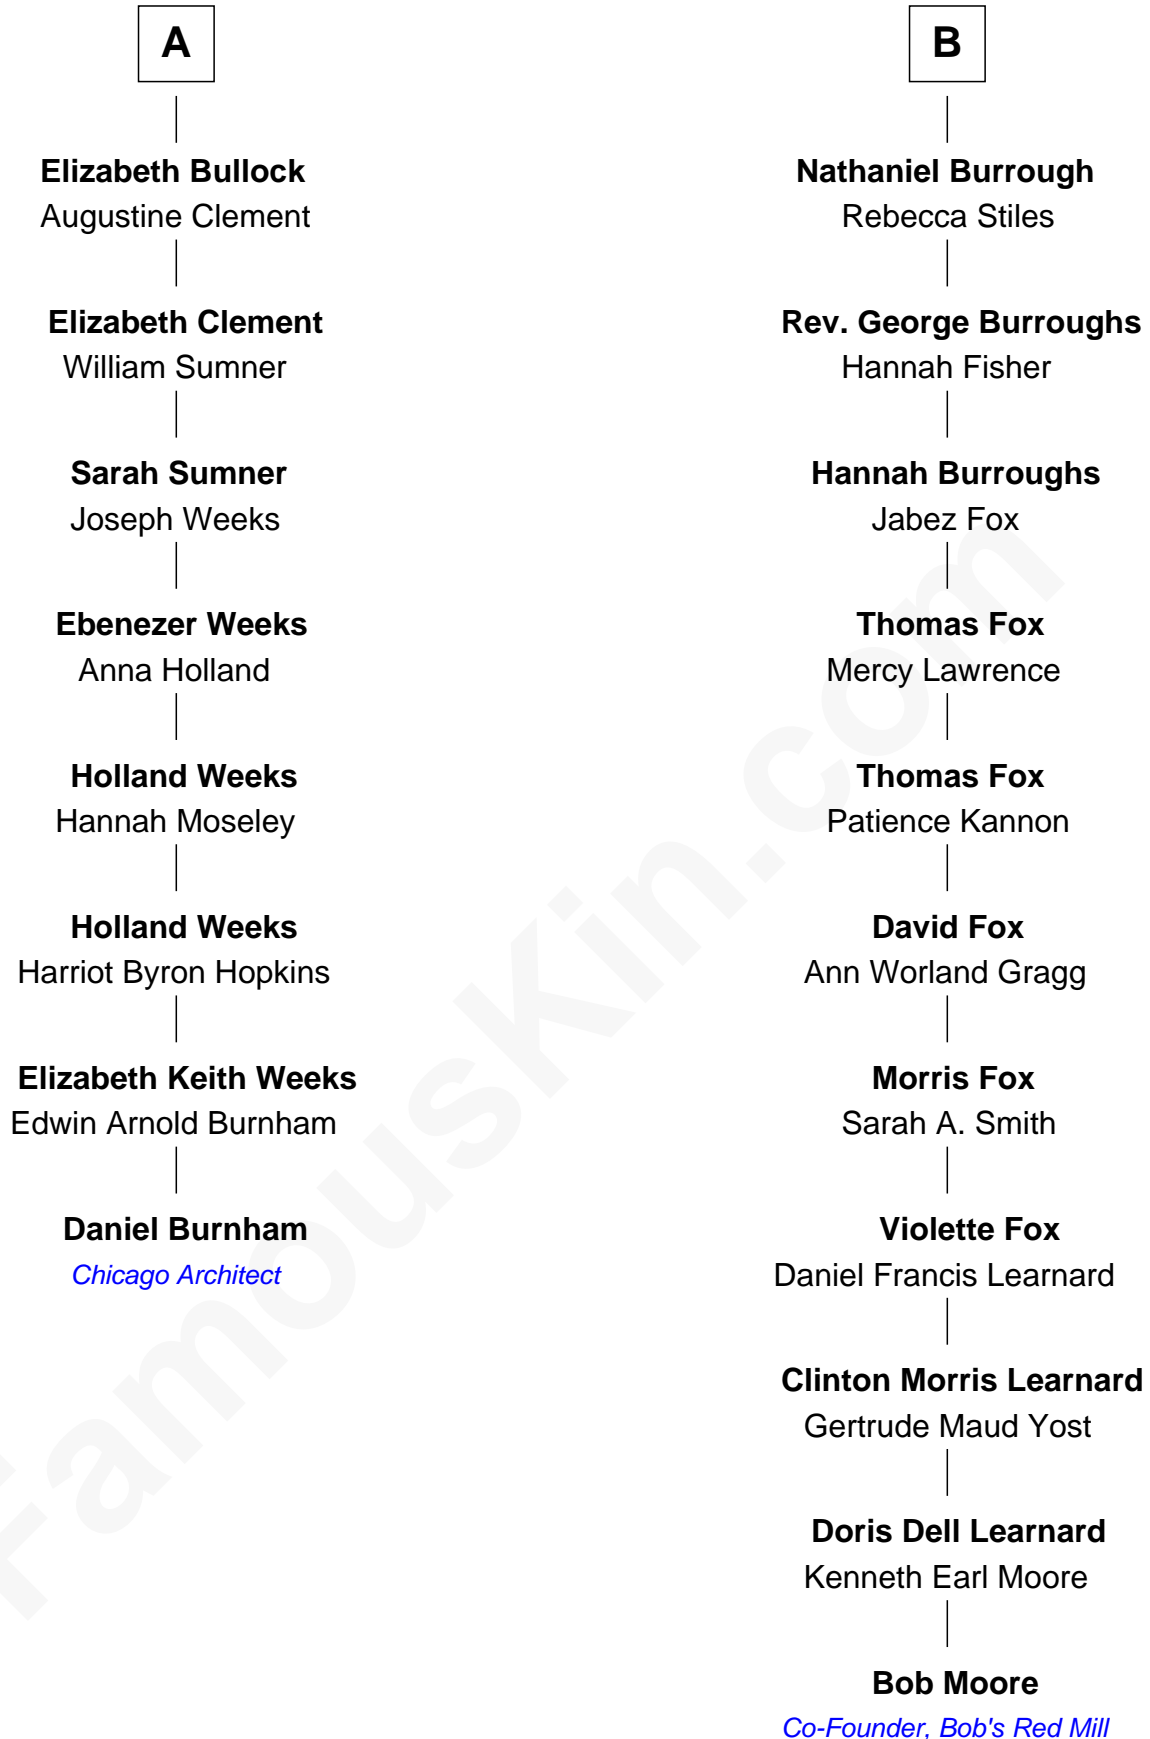 A
Elizabeth Bullock
Augustine Clement
Elizabeth Clement
William Sumner
Sarah Sumner
Joseph Weeks
Ebenezer Weeks
Anna Holland
Holland Weeks
Hannah Moseley
Holland Weeks
Harriot Byron Hopkins
Elizabeth Keith Weeks
Edwin Arnold Burnham
Daniel Burnham
Chicago Architect
B
Nathaniel Burrough
Rebecca Stiles
Rev. George Burroughs
Hannah Fisher
Hannah Burroughs
Jabez Fox
Thomas Fox
Mercy Lawrence
Thomas Fox
Patience Kannon
David Fox
Ann Worland Gragg
Morris Fox
Sarah A. Smith
Violette Fox
Daniel Francis Learnard
Clinton Morris Learnard
Gertrude Maud Yost
Doris Dell Learnard
Kenneth Earl Moore
Bob Moore
Co-Founder, Bob's Red Mill
FamousKin.com